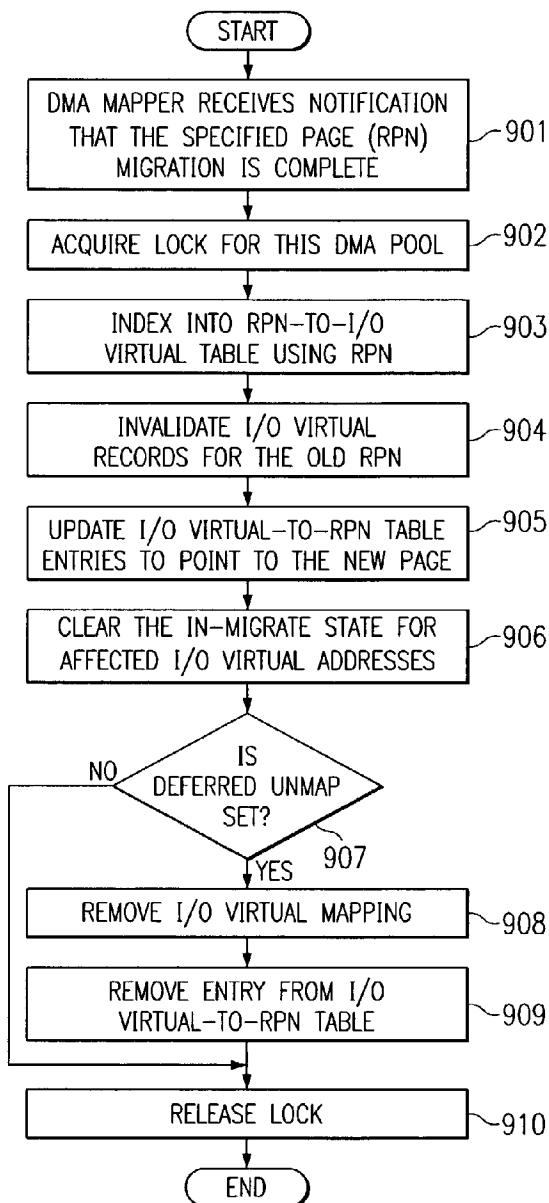 START
DMA MAPPER RECEIVES NOTIFICATION
THAT THE SPECIFIED PAGE (RPN)
MIGRATION IS COMPLETE
901
ACQUIRE LOCK FOR THIS DMA POOL
902
INDEX INTO RPN-TO-I/O
VIRTUAL TABLE USING RPN
903
INVALIDATE I/O VIRTUAL
RECORDS FOR THE OLD RPN
904
UPDATE I/O VIRTUAL-TO-RPN TABLE
ENTRIES TO POINT TO THE NEW PAGE
905
CLEAR THE IN-MIGRATE STATE FOR
AFFECTED I/O VIRTUAL ADDRESSES
906
IS
DEFERRED UNMAP
SET?
NO
907
YES
REMOVE I/O VIRTUAL MAPPING
908
REMOVE ENTRY FROM I/O
VIRTUAL-TO-RPN TABLE
909
RELEASE LOCK
910
END